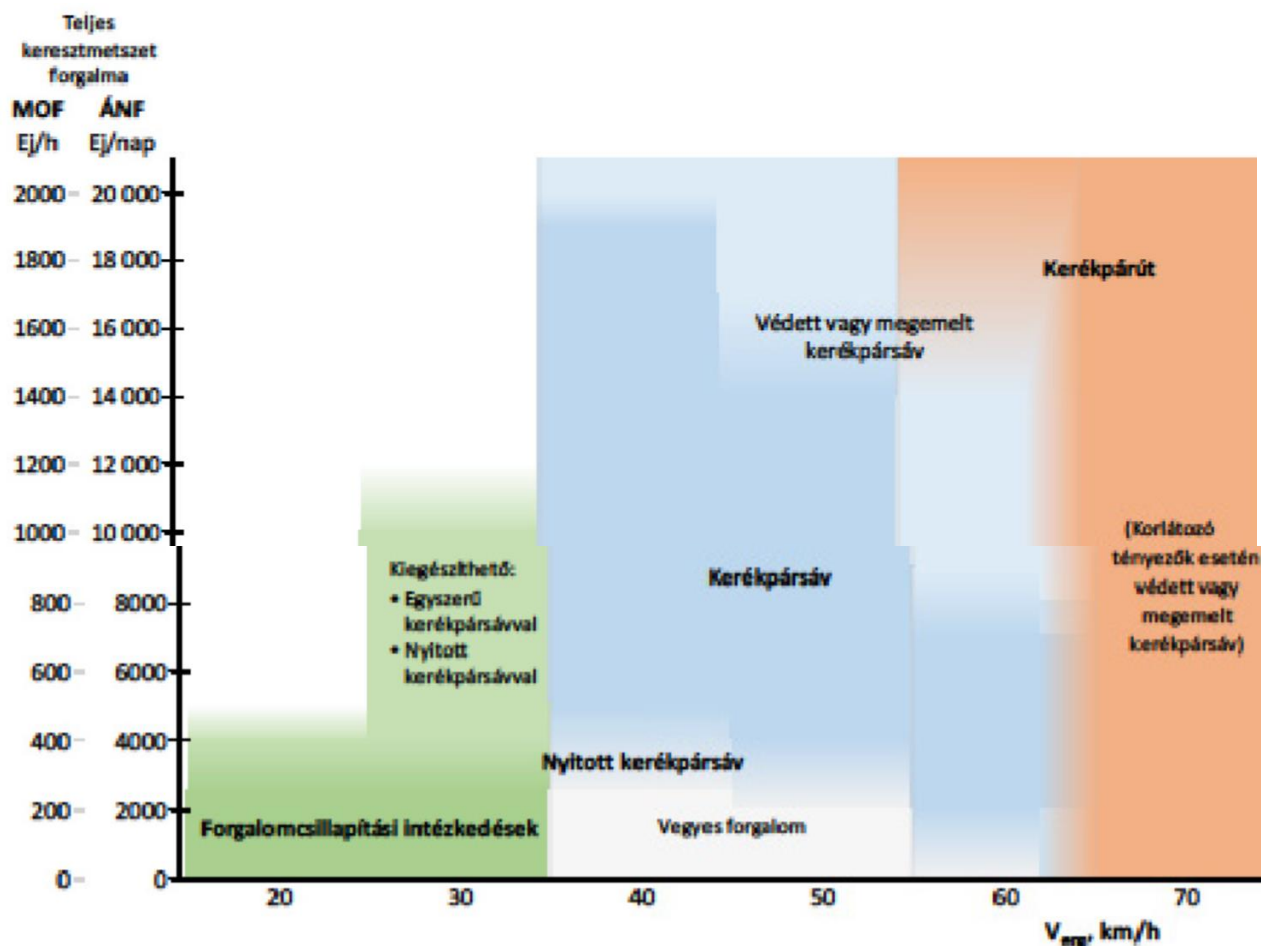 Teljes
keresztmetszet
forgalma
MOF ÁNF
Ej/h Ej/nap
2000 20 000
1800 18 000
1600 16 000
1400 14 000
1200 12 000
1000 10 000
800 8000
600 6000
400 4000
200 2000
0 0
Kerékpárút
Védett vagy megemelt
kerékpársáv
(Korlátozó
tényezők esetén
védett vagy
megemelt
kerékpársáv)
Kerékpársáv
Kiegészíthető:
• Egyszerű
kerékpársávval
• Nyitott
kerékpársávval
Nyitott kerékpársáv
Forgalomcsillapítási intézkedések
Vegyes forgalom
20 30 40 50 60 70
Veng, km/h